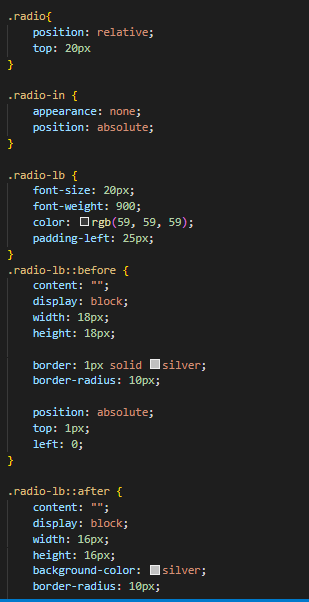 .radio{
position: relative;
top: 20px
}
.radio-in {
appearance: none;
position: absolute;
}
.radio-lb {
font-size: 20px;
font-weight: 900;
color: rgb(59, 59, 59);
padding-left: 25px;
}
.radio-lb::before {
content: "";
display: block;
width: 18px;
height: 18px;
border: 1px solid silver;
border-radius: 10px;
position: absolute;
top: 1px;
left: 0;
}
.radio-lb::after {
content: "";
display: block;
width: 16px;
height: 16px;
background-color: silver;
border-radius: 10px;